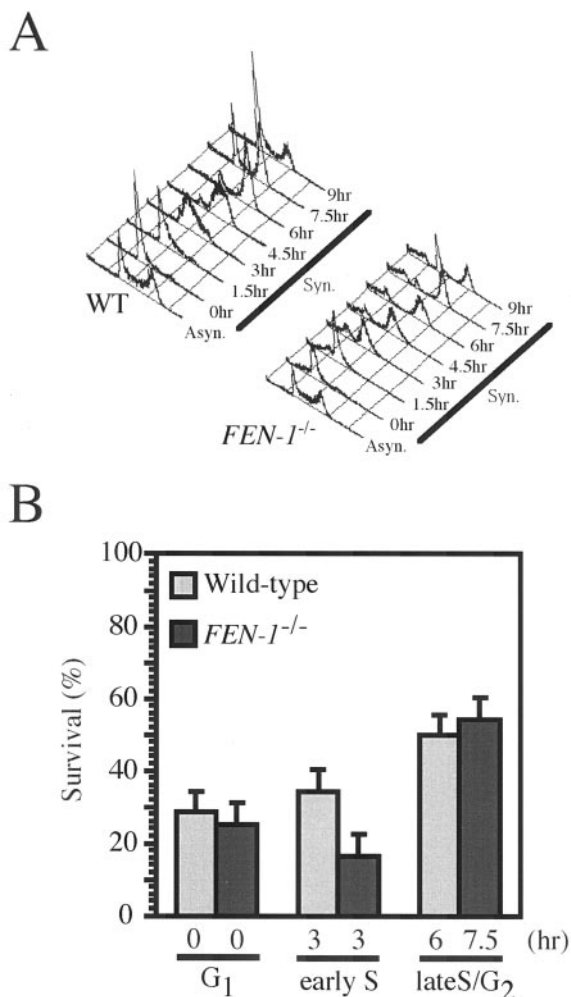 A
WT
Asyn.
0hr
1.5hr
3hr
4.5hr
6hr
7.5hr
9hr
Syn.
FEN-1-/-
Asyn.
0hr
1.5hr
3hr
4.5hr
6hr
7.5hr
9hr
Syn.
B
Survival (%)
100
80
60
40
20
0
Wild-type
FEN-1-/-
0 0 3 3 6 7.5 (hr)
G1 early S lateS/G2